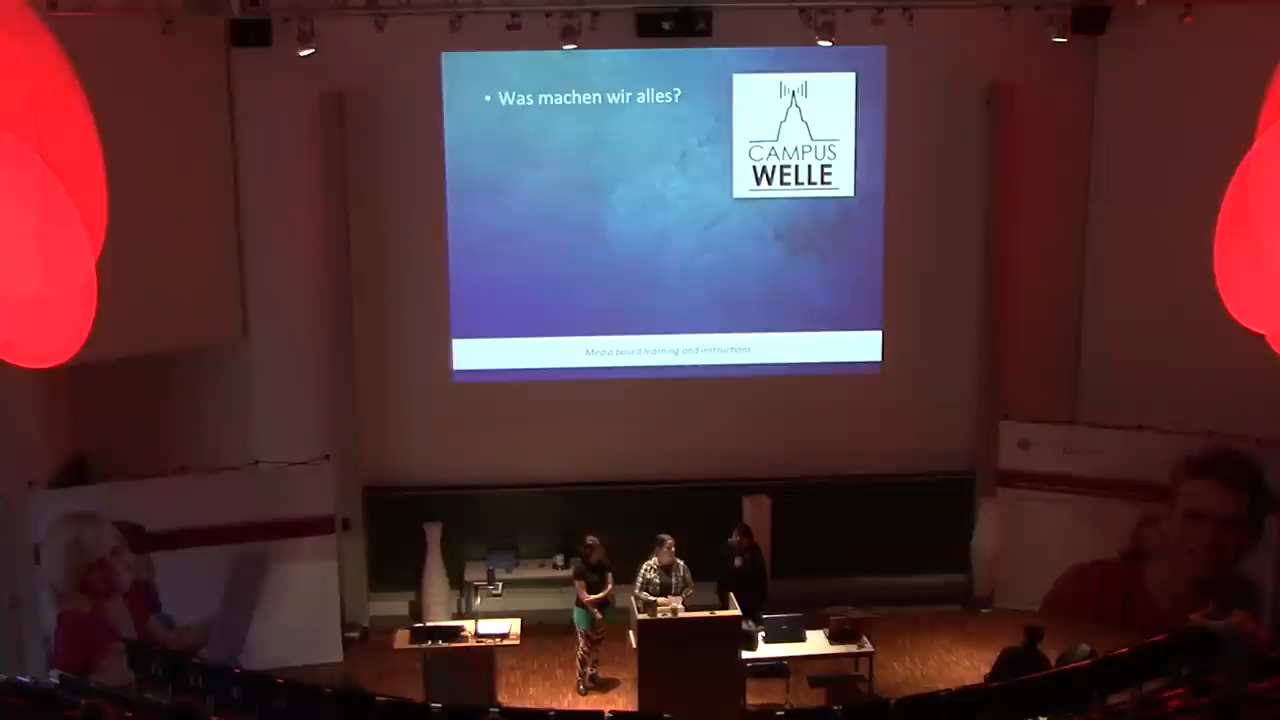 • Was machen wir alles?
CAMPUS
WELLE
Media based learning and instructions